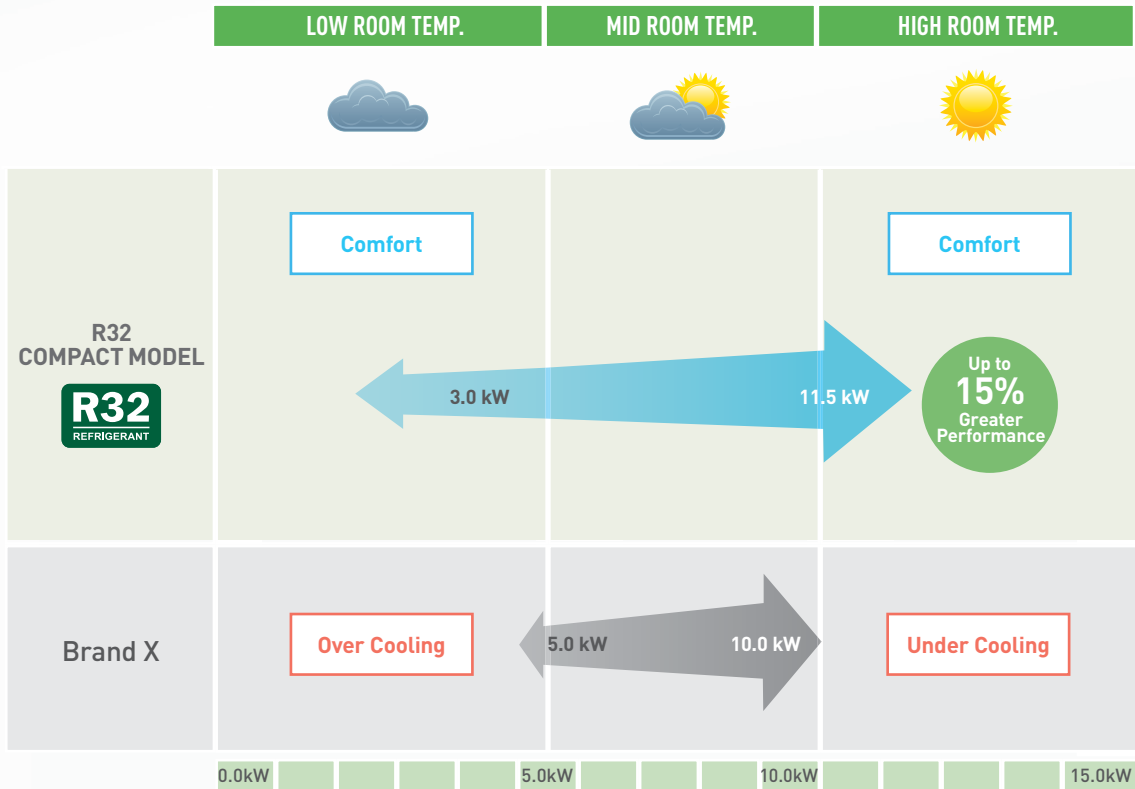 LOW ROOM TEMP.
MID ROOM TEMP.
HIGH ROOM TEMP.
R32
COMPACT MODEL
R32
REFRIGERANT
Comfort
Comfort
3.0 kW
11.5 kW
Up to
15%
Greater
Performance
Brand X
Over Cooling
5.0 kW
10.0 kW
Under Cooling
0.0kW
5.0kW
10.0kW
15.0kW